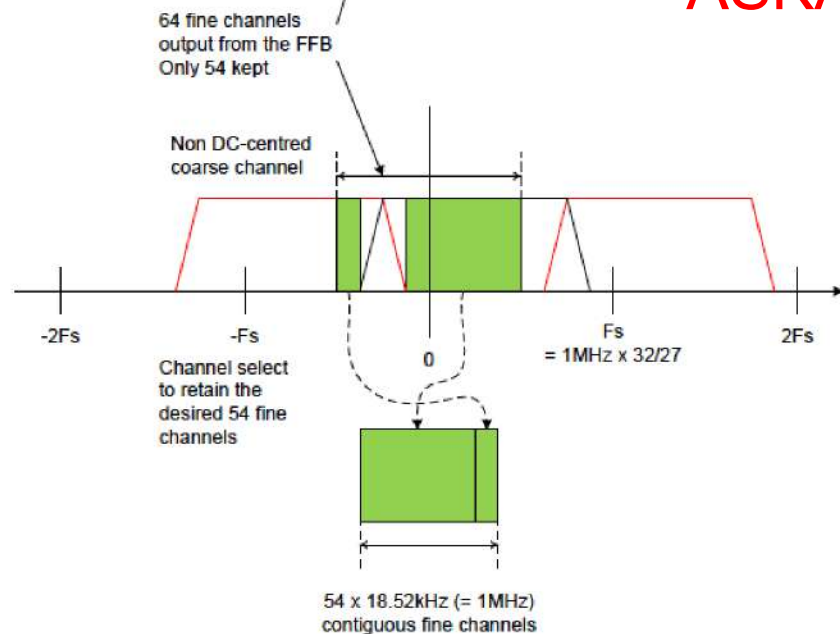 64 fine channels
output from the FFB
Only 54 kept
Non DC-centred
coarse channel
-2Fs
-Fs
0
Fs
= 1MHz x 32/27
2Fs
Channel select
to retain the
desired 54 fine
channels
54 x 18.52kHz (= 1MHz)
contiguous fine channels